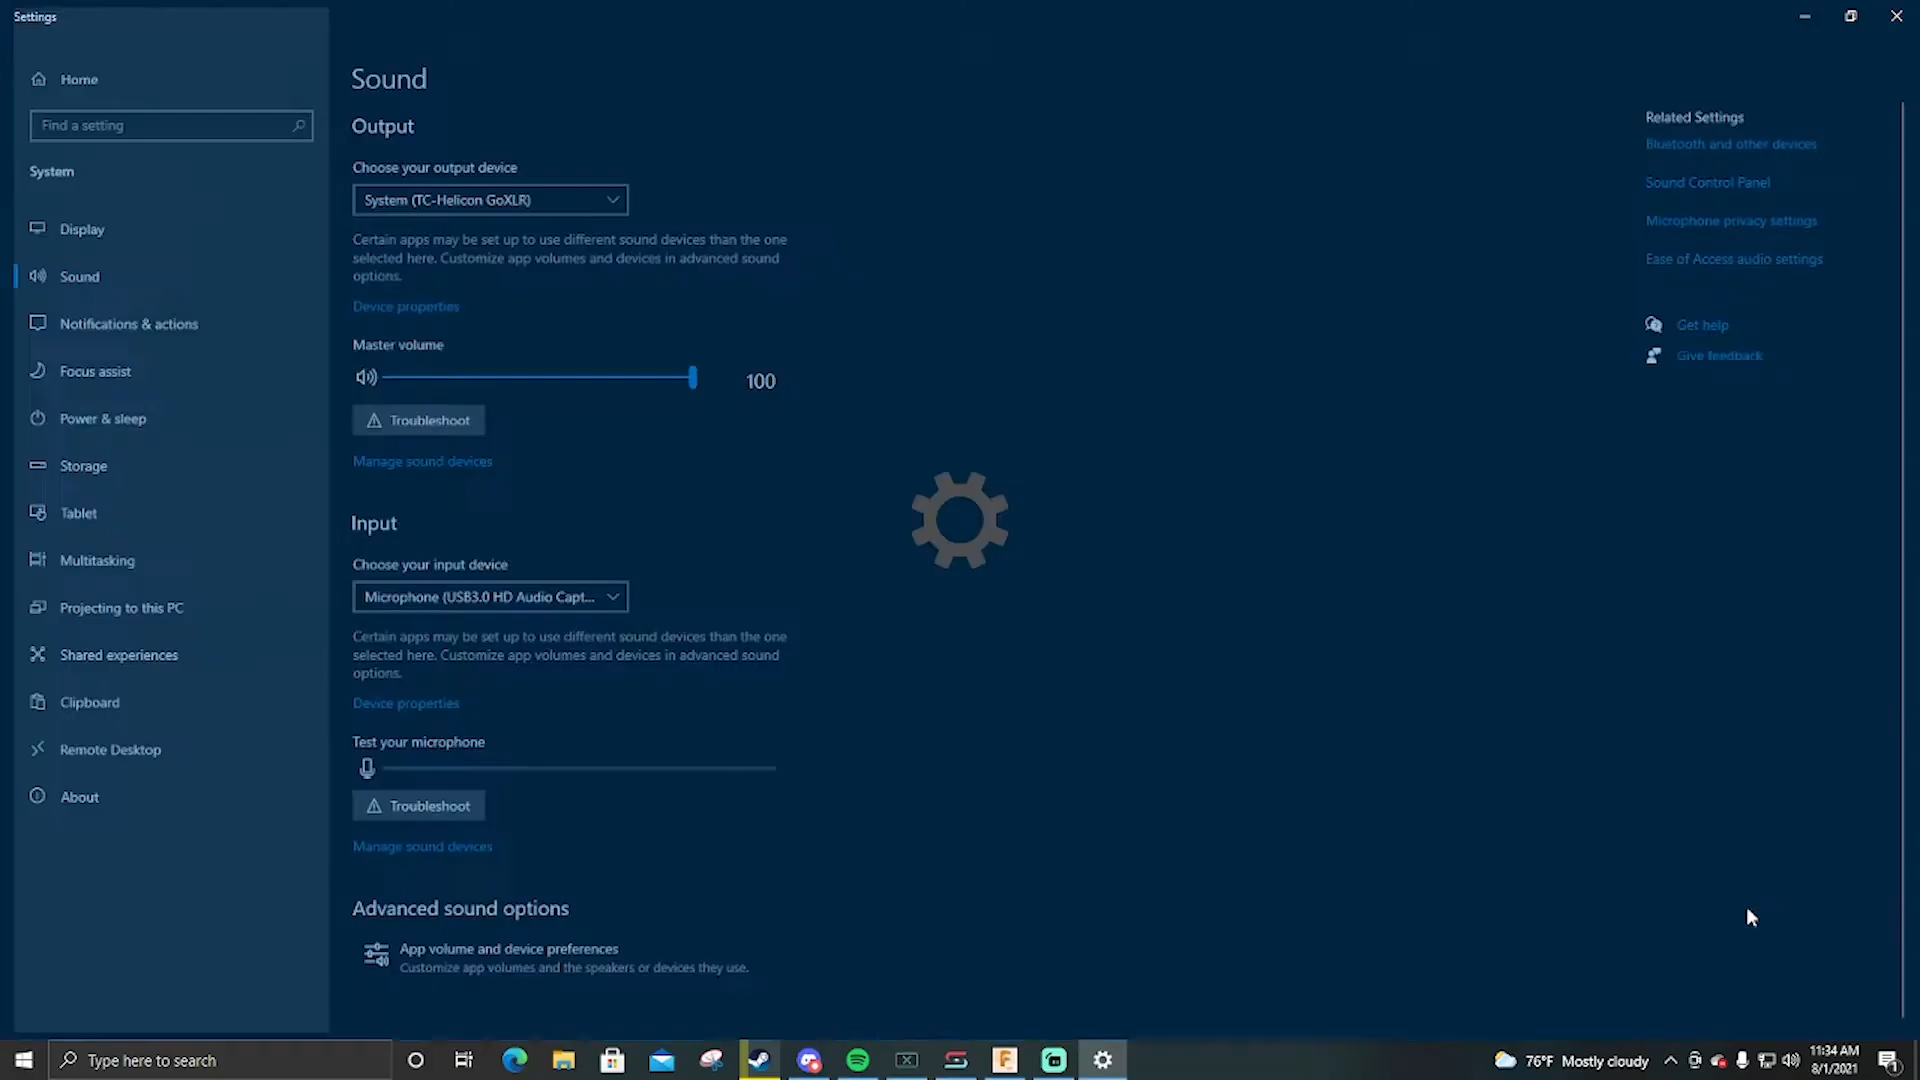 Settings
Home
Find a setting
System
Display
Sound
Notifications & actions
Focus assist
Power & sleep
Storage
Tablet
Multitasking
Projecting to this PC
Shared experiences
Clipboard
Remote Desktop
About
Sound
Output
Choose your output device
System (TC-Helicon GoXLR)
Certain apps may be set up to use different sound devices than the one
selected here. Customize app volumes and devices in advanced sound
options.
Device properties
Master volume
100
Troubleshoot
Manage sound devices
Input
Choose your input device
Microphone (USB3.0 HD Audio Capt...
Certain apps may be set up to use different sound devices than the one
selected here. Customize app volumes and devices in advanced sound
options.
Device properties
Test your microphone
Troubleshoot
Manage sound devices
Advanced sound options
App volume and device preferences
Customize app volumes and the speakers or devices they use.
Related Settings
Bluetooth and other devices
Sound Control Panel
Microphone privacy settings
Ease of Access audio settings
Get help
Give feedback
Type here to search
76°F Mostly cloudy
11:34 AM
8/1/2021
1